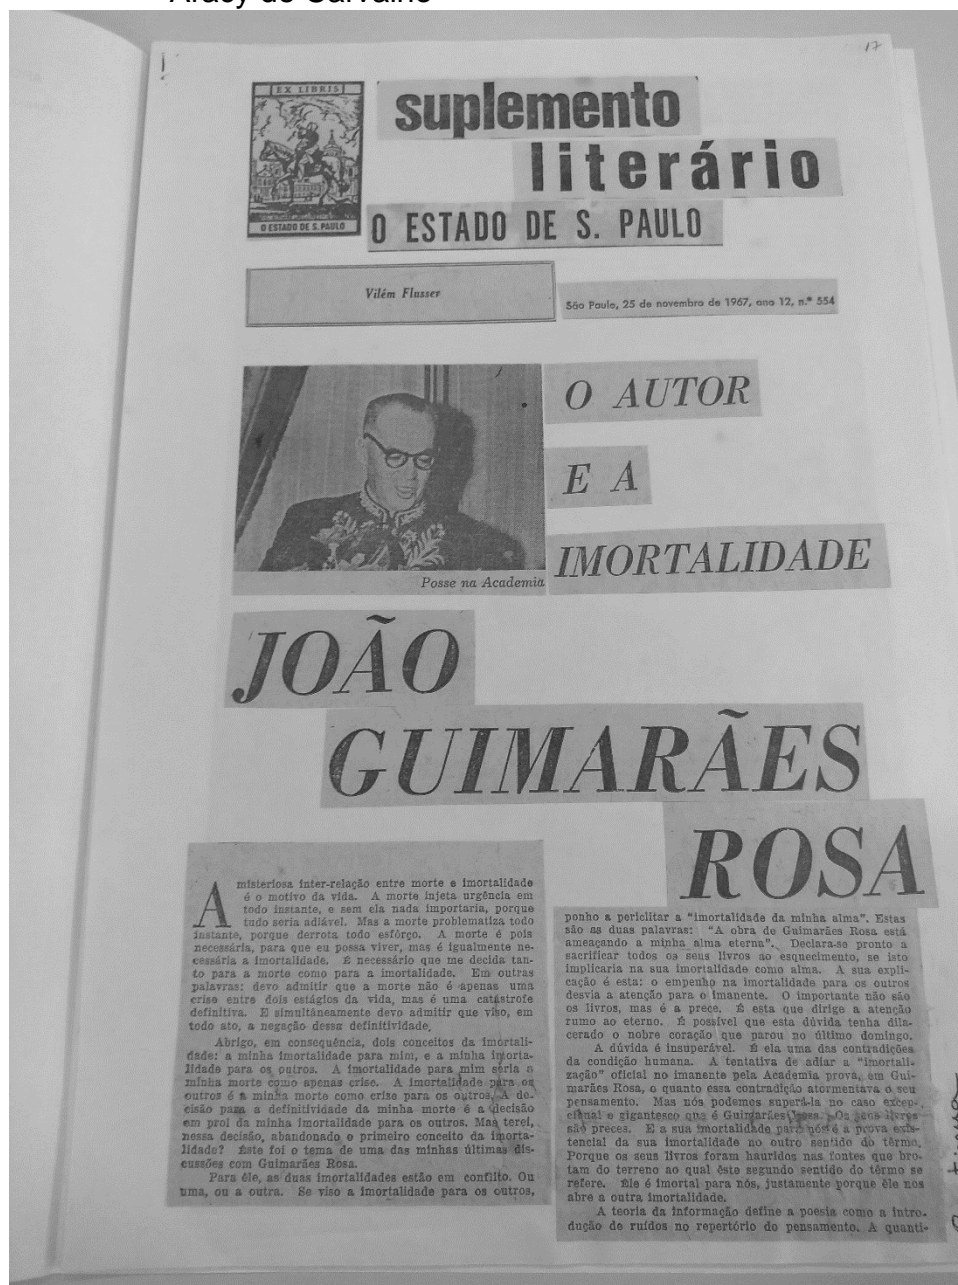 Aracy de Carvalho
17
EX LIBRIS
O ESTADO DE S. PAULO
suplemento
literário
O ESTADO DE S. PAULO
Vilém Flusser
São Paulo, 25 de novembro de 1967, ano 12, n.º 554
O AUTOR
E A
IMORTALIDADE
Posse na Academia
JOÃO
GUIMARÃES
ROSA
A misteriosa inter-relação entre morte e imortalidade
é o motivo da vida. A morte injeta urgência em
todo instante, e sem ela nada importaria, porque
tudo seria adiável. Mas a morte problematiza todo
instante, porque derrota todo esfôrço. A morte é pois
necessária, para que eu possa viver, mas é igualmente ne-
cessária a imortalidade. É necessário que me decida tan-
to para a morte como para a imortalidade. Em outras
palavras: devo admitir que a morte não é apenas uma
crise entre dois estágios da vida, mas é uma catástrofe
definitiva. E simultâneamente devo admitir que viso, em
todo ato, a negação dessa definitividade.
Abrigo, em consequência, dois conceitos da imortali-
dade: a minha imortalidade para mim, e a minha imorta-
lidade para os outros. A imortalidade para mim seria a
minha morte como apenas crise. A imortalidade para os
outros é a minha morte como crise para os outros. A de-
cisão para a definitividade da minha morte é a decisão
em prol da minha imortalidade para os outros. Mas terei,
nessa decisão, abandonado o primeiro conceito da imorta-
lidade? Êste foi o tema de uma das minhas últimas dis-
cussões com Guimarães Rosa.
Para êle, as duas imortalidades estão em conflito. Ou
uma, ou a outra. Se viso a imortalidade para os outros,
ponho a periclitar a "imortalidade da minha alma". Estas
são as duas palavras: "A obra de Guimarães Rosa está
ameaçando a minha alma eterna". Declara-se pronto a
sacrificar todos os seus livros ao esquecimento, se isto
implicaria na sua imortalidade como alma. A sua expli-
cação é esta: o empenho na imortalidade para os outros
desvia a atenção para o imanente. O importante não são
os livros, mas é a prece. É esta que dirige a atenção
rumo ao eterno. É possível que esta dúvida tenha dila-
cerado o nobre coração que parou no último domingo.
A dúvida é insuperável. É ela uma das contradições
da condição humana. A tentativa de adiar a "imortali-
zação" oficial no imanente pela Academia prova, em Gui-
marães Rosa, o quanto essa contradição atormentava o seu
pensamento. Mas nós podemos superá-la no caso excep-
cional e gigantesco que é Guimarães Rosa. Os seus livros
são preces. E a sua imortalidade para nós é a prova exis-
tencial da sua imortalidade no outro sentido do têrmo.
Porque os seus livros foram hauridos nas fontes que bro-
tam do terreno ao qual êste segundo sentido do têrmo se
refere. Êle é imortal para nós, justamente porque êle nos
abre a outra imortalidade.
A teoria da informação define a poesia como a intro-
dução de ruídos no repertório do pensamento. A quanti-